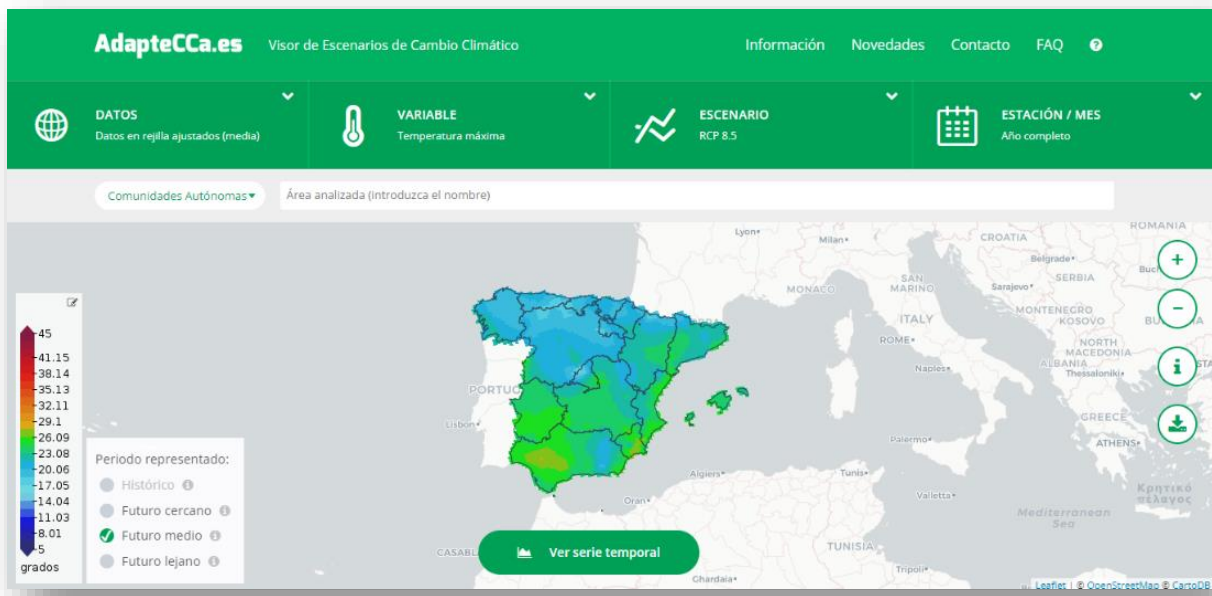 AdapteCCa.es
Visor de Escenarios de Cambio Climático
Información
Novedades
Contacto
FAQ
?
DATOS
Datos en rejilla ajustados (media)
VARIABLE
Temperatura máxima
ESCENARIO
RCP 8.5
ESTACIÓN / MES
Año completo
Comunidades Autónomas
Área analizada (introduzca el nombre)
Lyon
Milan
CROATIA
ROMANIA
Belgrade
SERBIA
SAN
MARINO
Sarajevo
MONACO
MONTENEGRO
KOSOVO
ITALY
ROME
NORTH
MACEDONIA
ALBANIA
Thessaloniki
Naples
PORTUG
Lisbon
GREECE
ATHENS
Palermo
Algiers
Tunis
Oran
Valletta
Κρητικό
πέλαγος
Mediterranean
Sea
CASABL
TUNISIA
Tripoli
Ghardaia
+
−
i
45
41.15
38.14
35.13
32.11
29.1
26.09
23.08
20.06
17.05
14.04
11.03
8.01
5
grados
Periodo representado:
Histórico
Futuro cercano
Futuro medio
Futuro lejano
Ver serie temporal
Leaflet | © OpenStreetMap © CartoDB